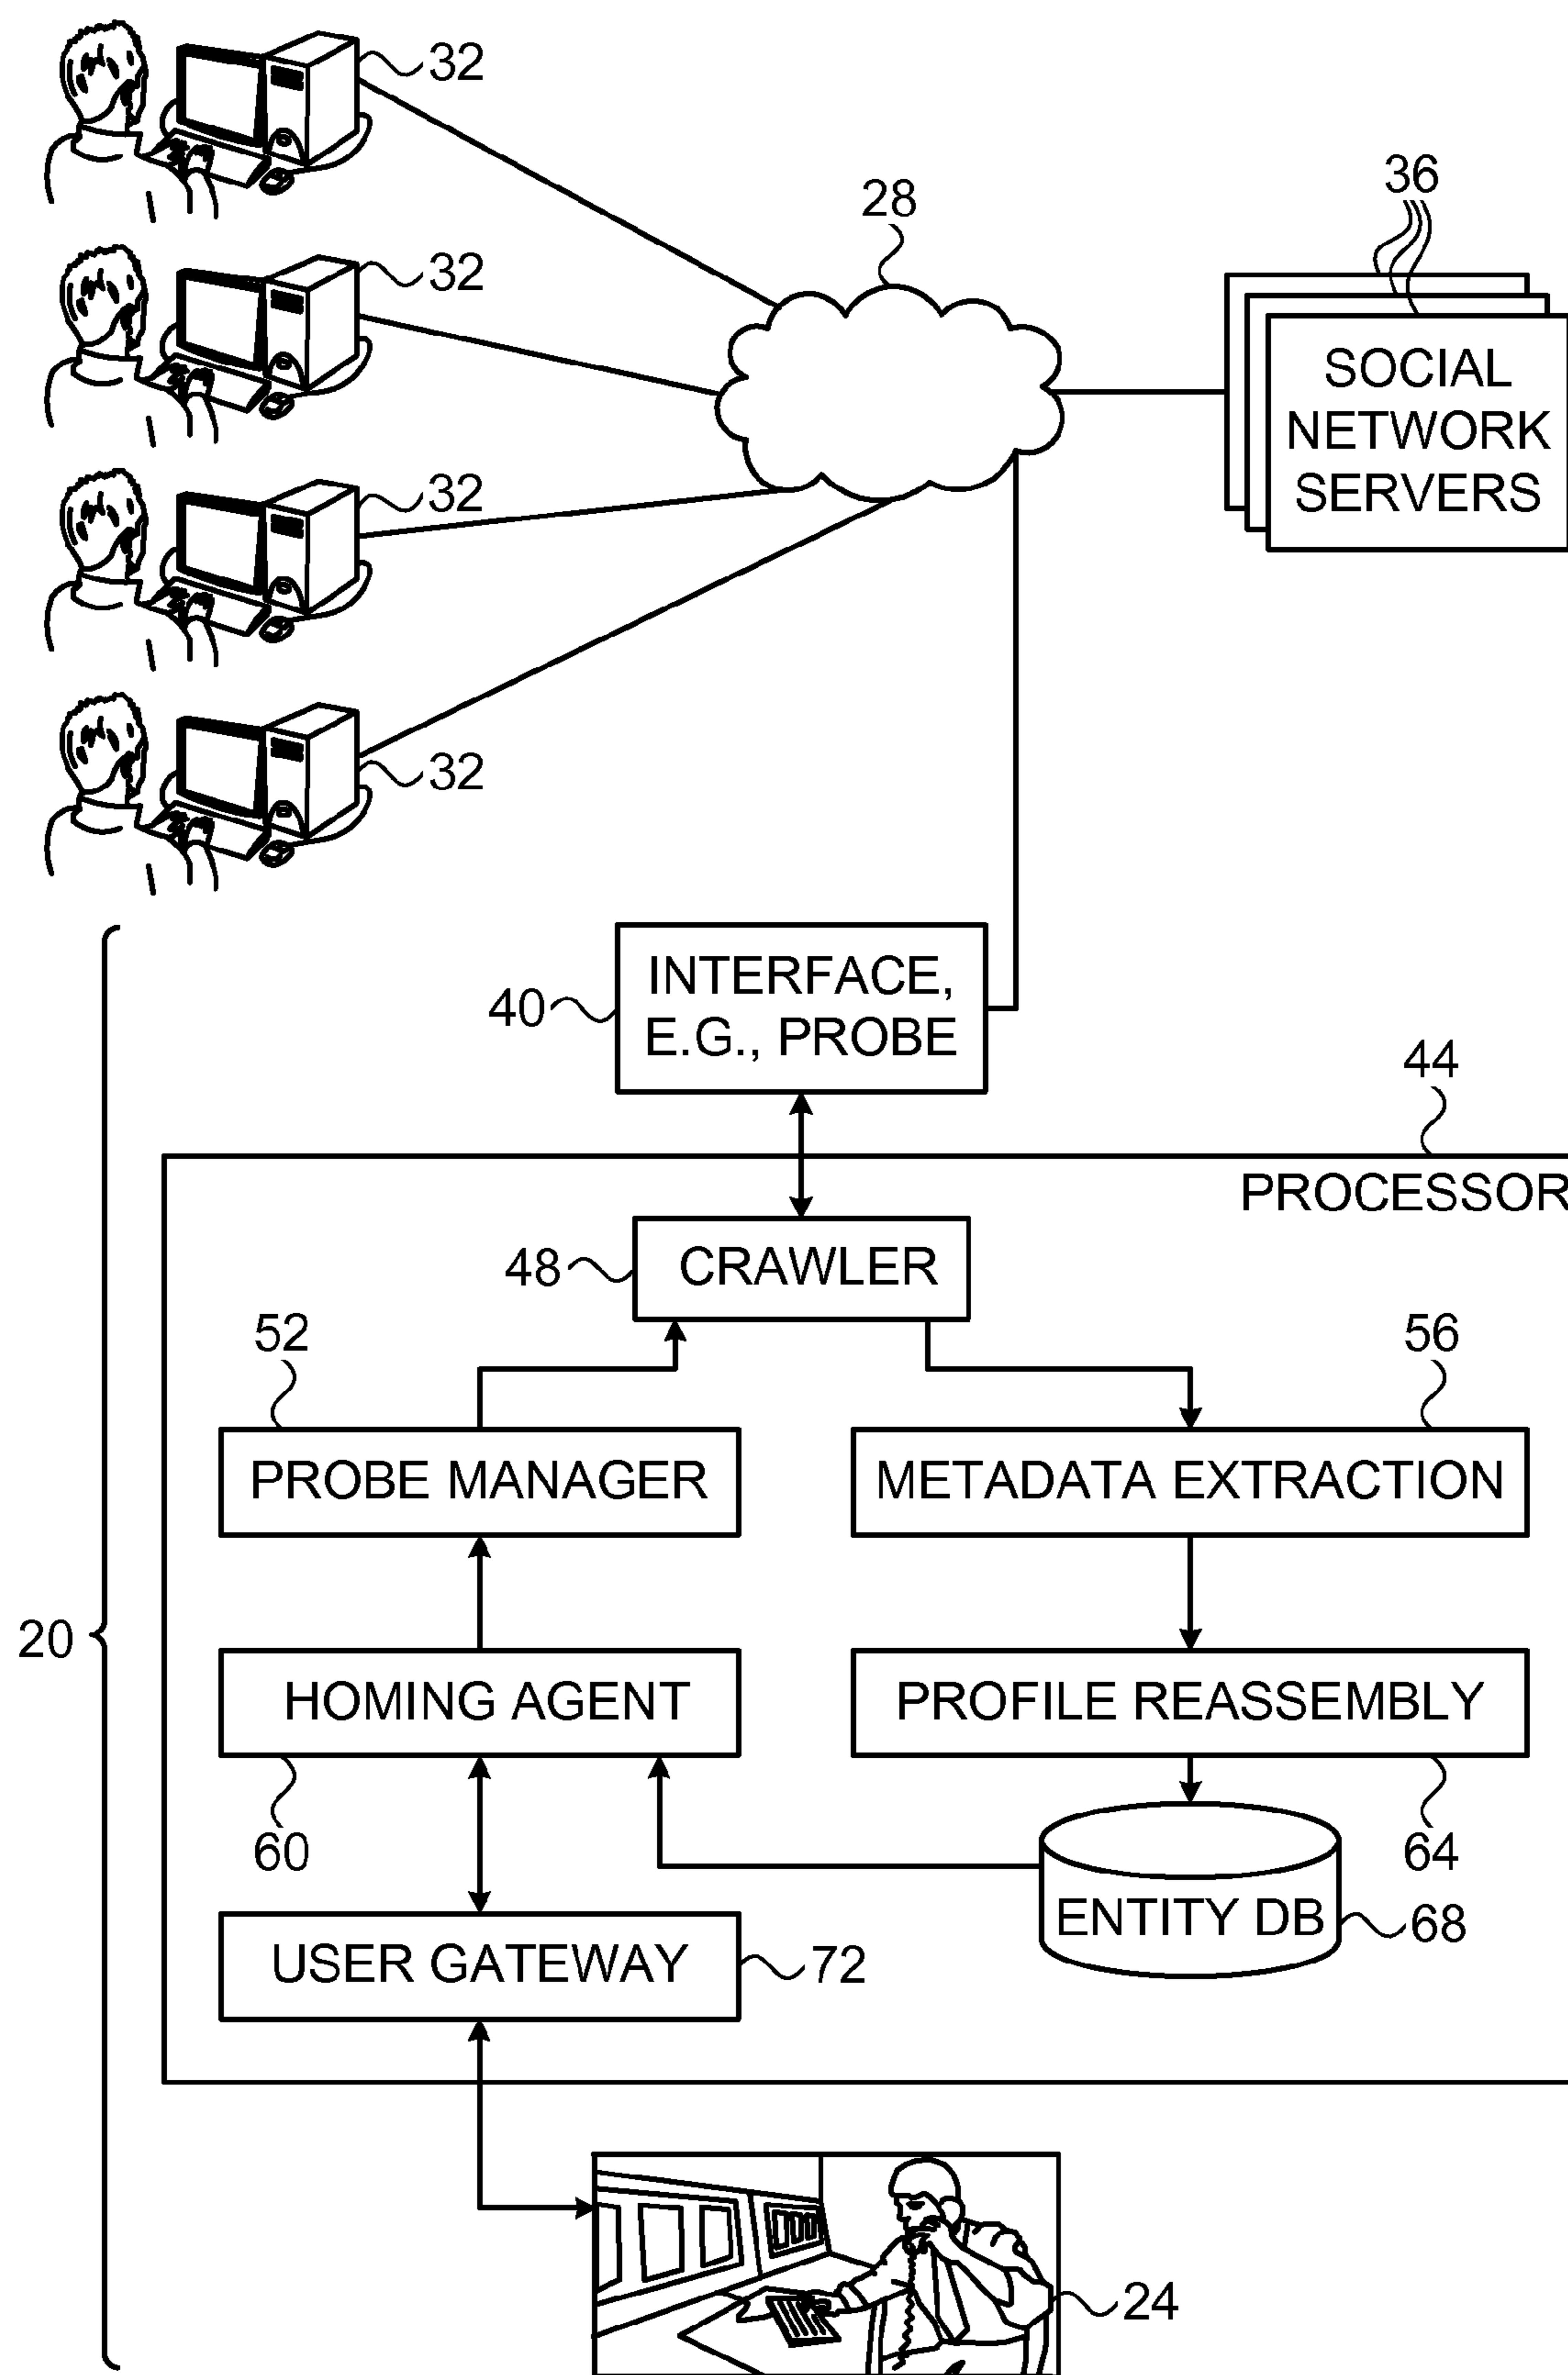 32
28
36
32
SOCIAL
NETWORK
SERVERS
32
32
INTERFACE,
E.G., PROBE
40
44
PROCESSOR
CRAWLER
48
52
56
PROBE MANAGER
METADATA EXTRACTION
20
HOMING AGENT
PROFILE REASSEMBLY
60
64
ENTITY DB
68
USER GATEWAY
72
24